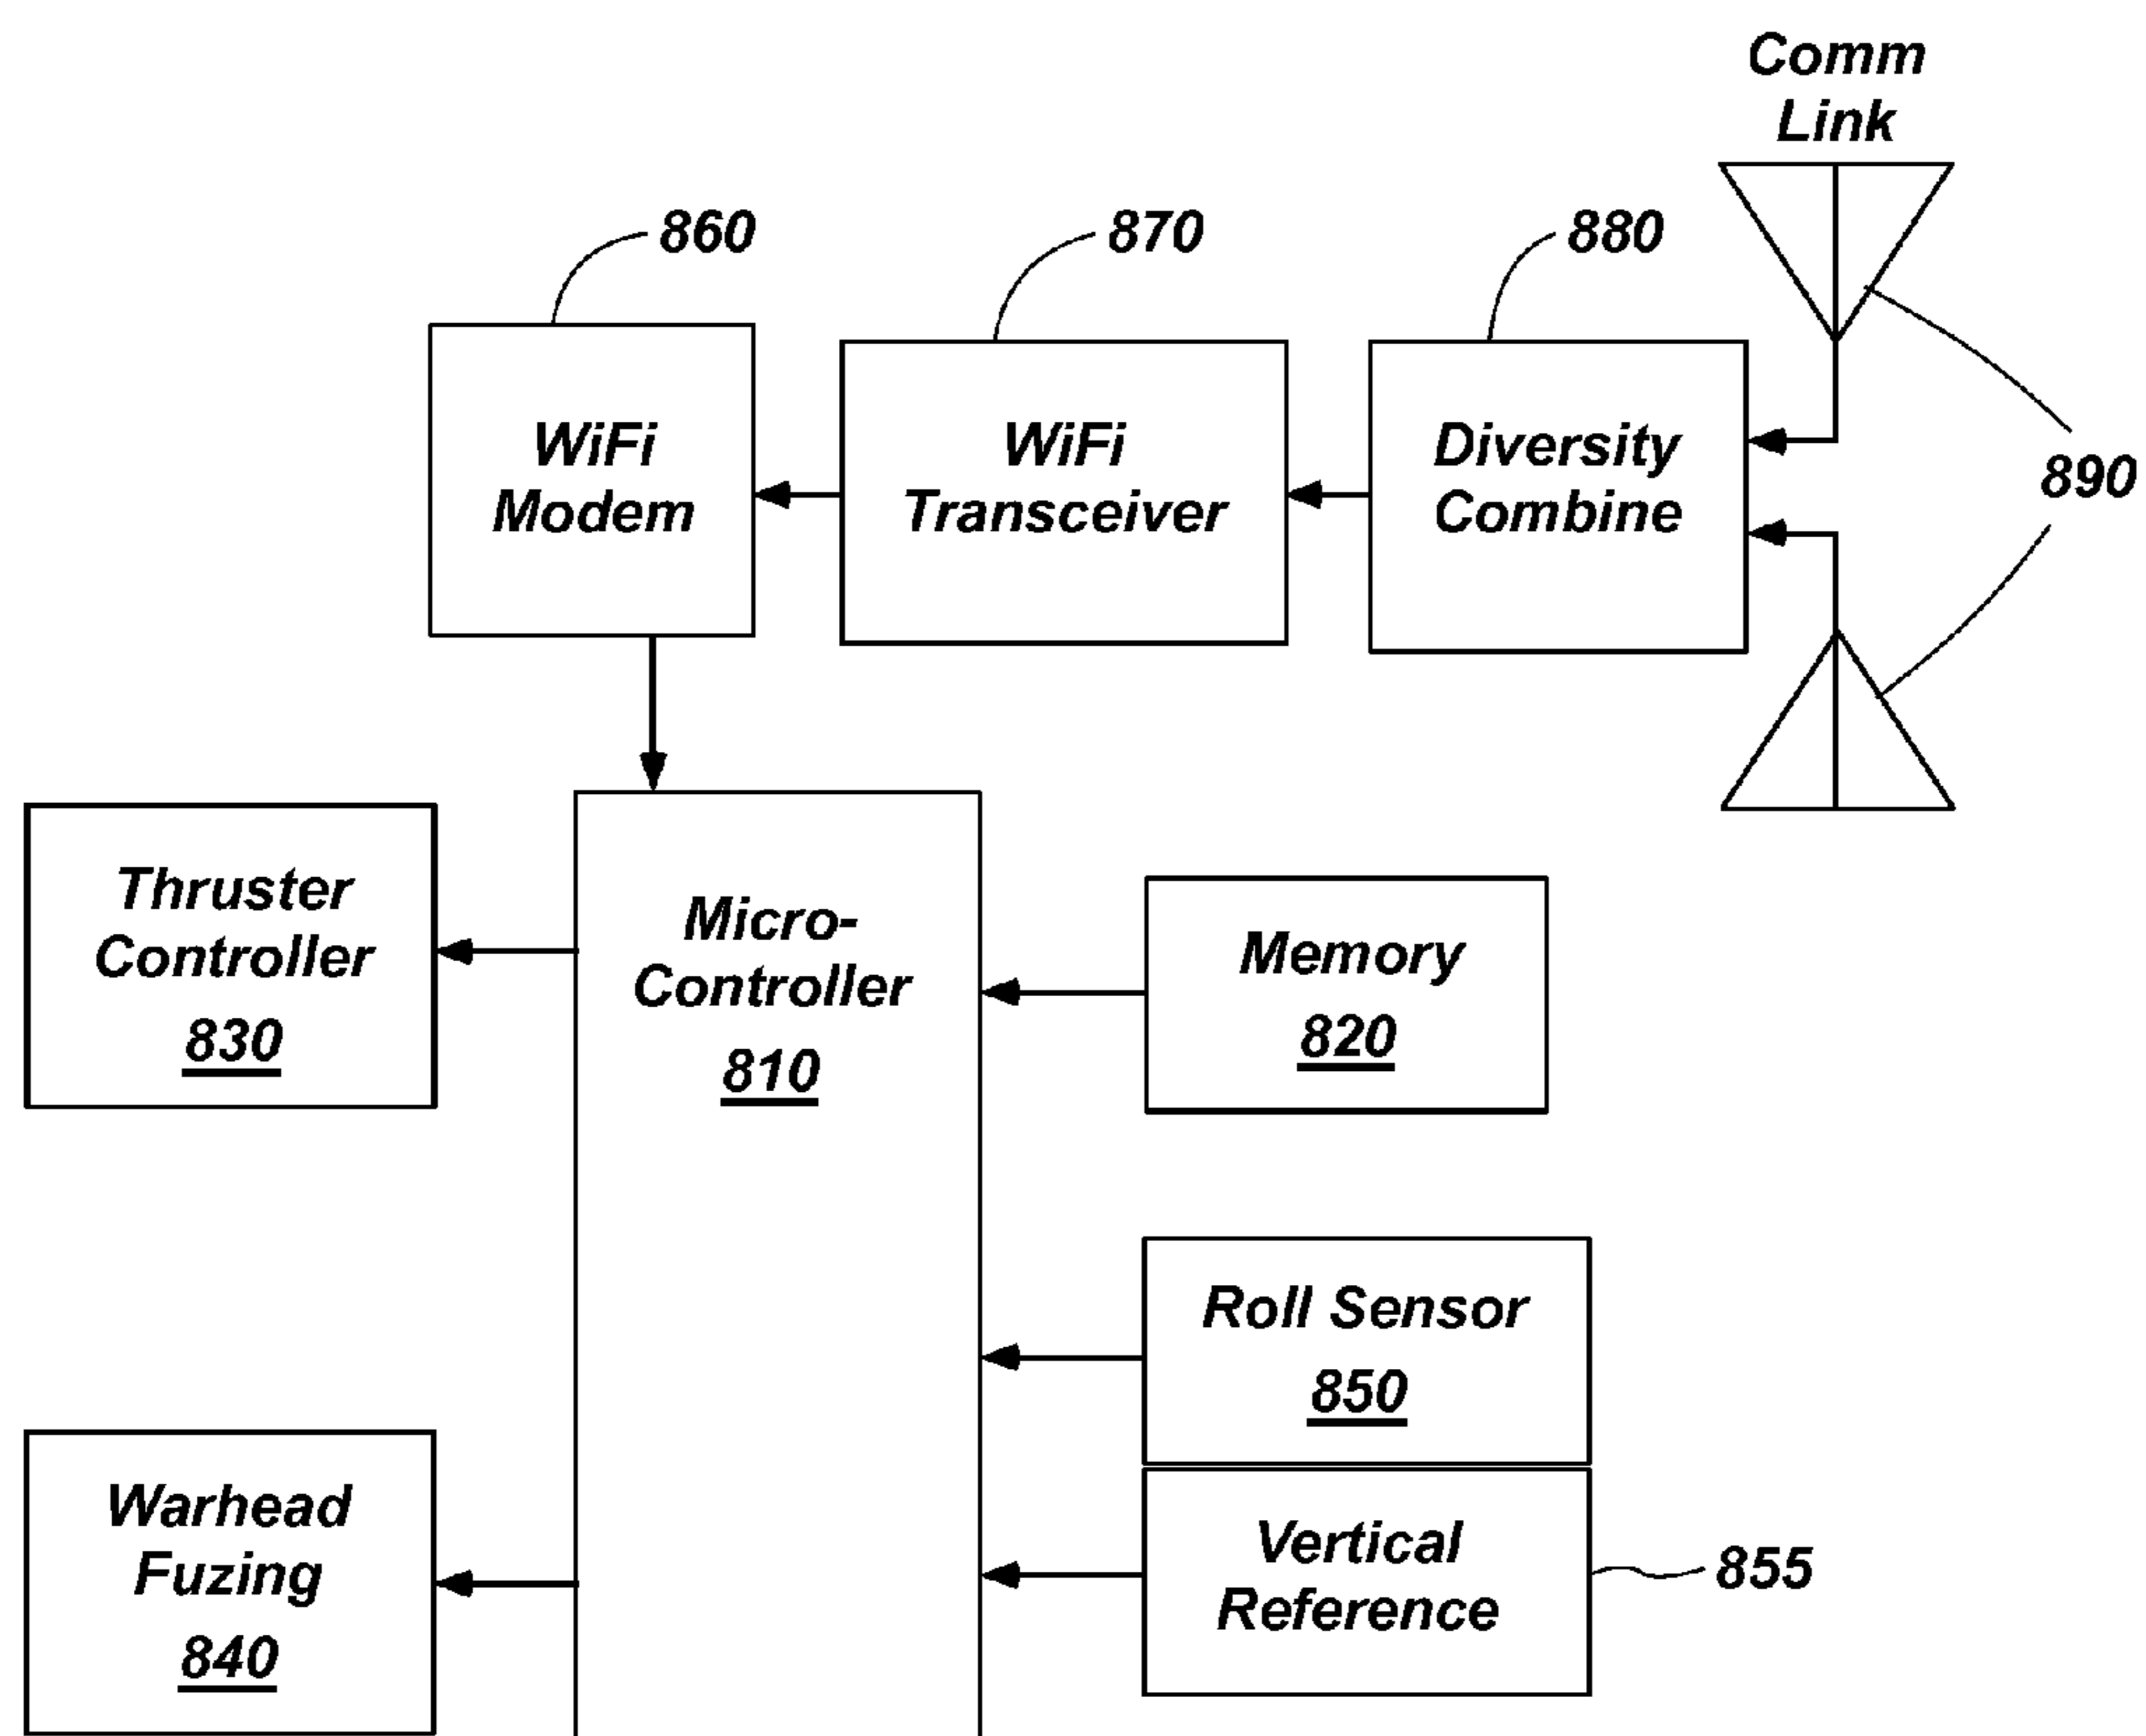 Comm
Link
860
870
880
WiFi
Modem
WiFi
Transceiver
Diversity
Combine
890
Thruster
Controller
830
Micro-
Controller
810
Memory
820
Roll Sensor
850
Warhead
Fuzing
840
Vertical
Reference
855